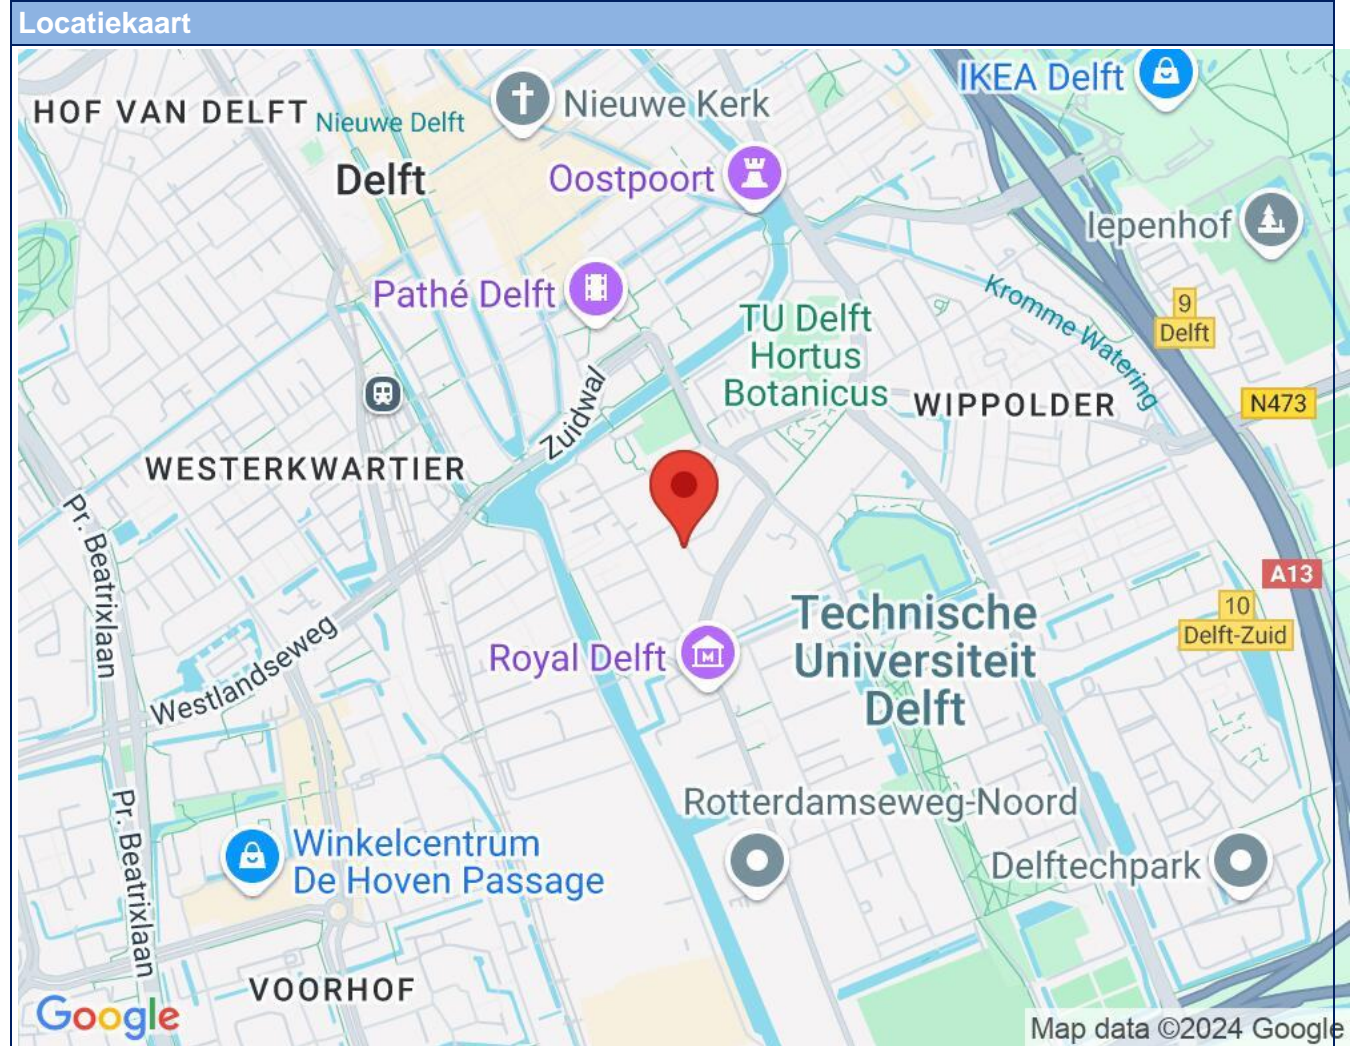 Locatiekaart
IKEA Delft
HOF VAN DELFT
Nieuwe Delft
Nieuwe Kerk
Delft
Oostpoort
Iepenhof
Pathé Delft
Kromme Watering
9
Delft
TU Delft
Hortus
Botanicus
WIPPOLDER
N473
Zuidwal
WESTERKWARTIER
Pr. Beatrixlaan
A13
10
Delft-Zuid
Technische
Universiteit
Delft
Royal Delft
Westlandseweg
Rotterdamseweg-Noord
Pr. Beatrixlaan
Winkelcentrum
De Hoven Passage
Delftechpark
VOORHOF
Google
Map data ©2024 Google